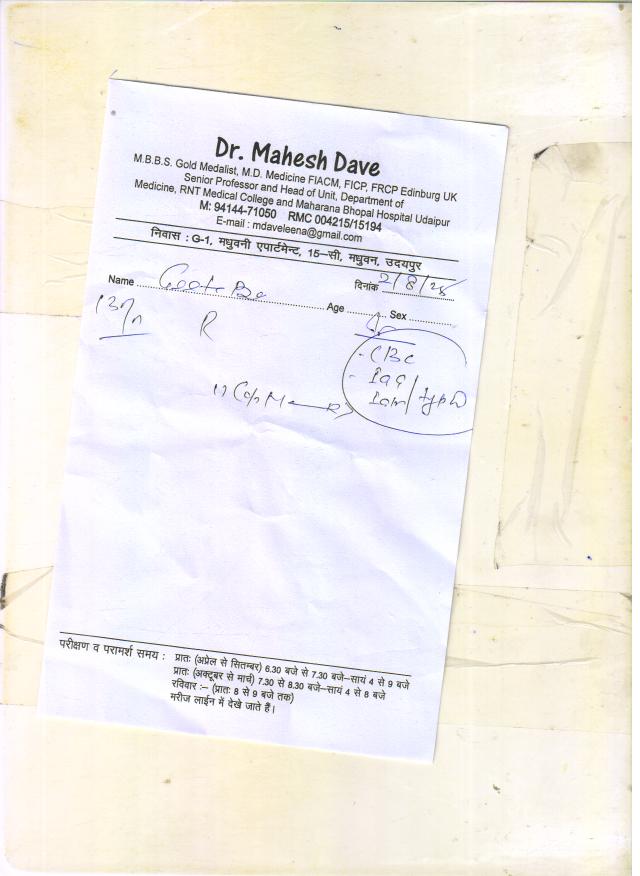 Dr. Mahesh Dave
M.B.B.S. Gold Medalist, M.D. Medicine FIACM, FICP, FRCP Edinburg UK
Senior Professor and Head of Unit, Department of
Medicine, RNT Medical College and Maharana Bhopal Hospital Udaipur
M: 94144-71050 RMC 004215/15194
E-mail : mdaveleena@gmail.com
निवास : G-1, मधुवनी एपार्टमेन्ट, 15–सी, मधुवन, उदयपुर
Name दिनांक 2/8/25
Age Sex
R
CBC
IgG
IgM / Typhi
परीक्षण व परामर्श समय : प्रातः (अप्रेल से सितम्बर) 6.30 बजे से 7.30 बजे–सायं 4 से 9 बजे
प्रातः (अक्टूबर से मार्च) 7.30 से 8.30 बजे–सायं 4 से 8 बजे
रविवार :– (प्रातः 8 से 9 बजे तक)
मरीज लाईन में देखे जाते हैं।